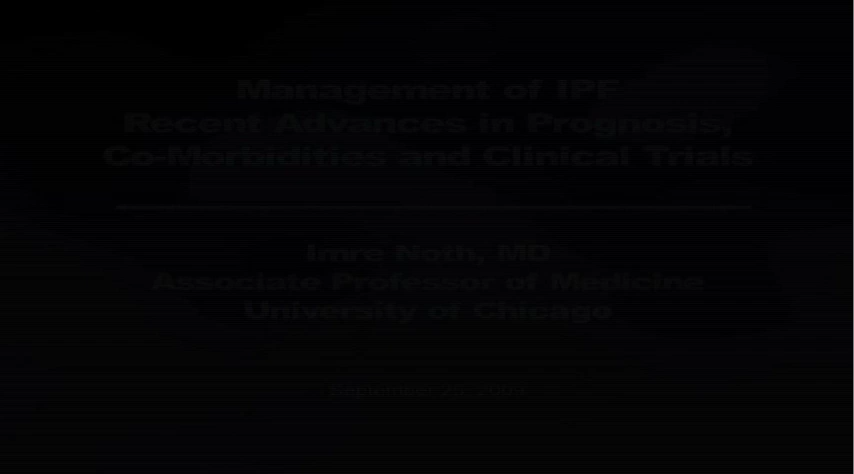 Management of IPF
Recent Advances in Prognosis,
Co-Morbidities and Clinical Trials
Imre Noth, MD
Associate Professor of Medicine
University of Chicago
September